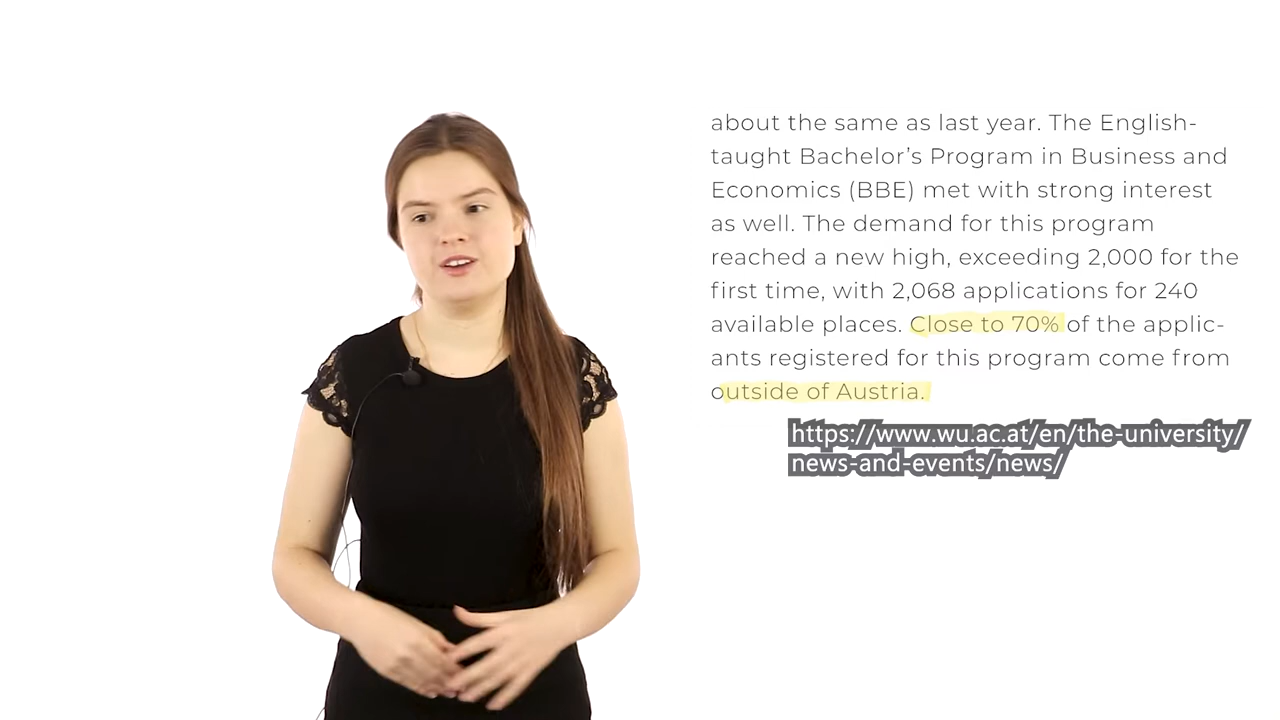 about the same as last year. The English-
taught Bachelor's Program in Business and
Economics (BBE) met with strong interest
as well. The demand for this program
reached a new high, exceeding 2,000 for the
first time, with 2,068 applications for 240
available places. Close to 70% of the applic-
ants registered for this program come from
outside of Austria.
https://www.wu.ac.at/en/the-university/
news-and-events/news/